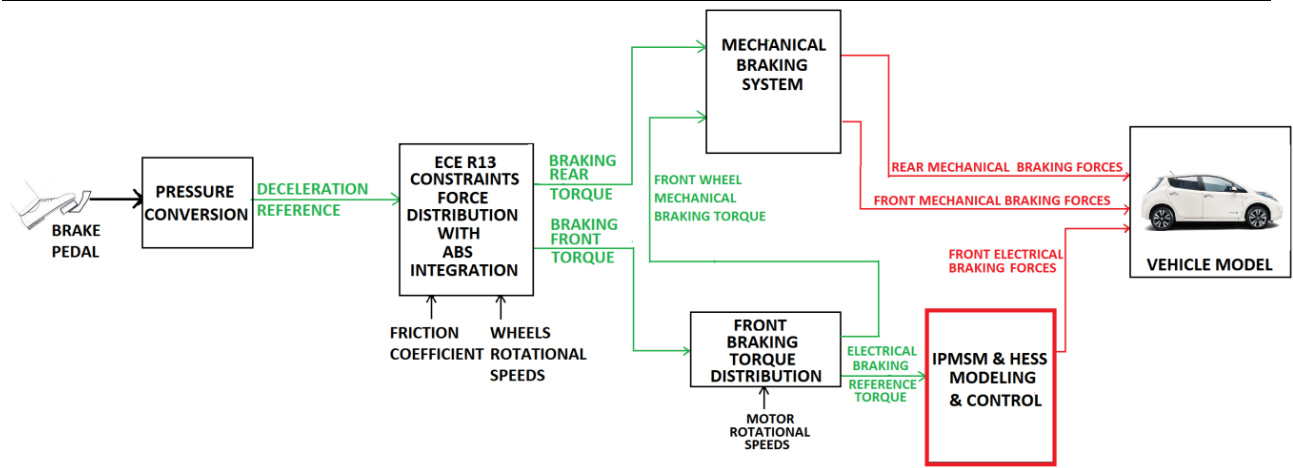 BRAKE
PEDAL
PRESSURE
CONVERSION
DECELERATION
REFERENCE
ECE R13
CONSTRAINTS
FORCE
DISTRIBUTION
WITH
ABS
INTEGRATION
FRICTION
COEFFICIENT
WHEELS
ROTATIONAL
SPEEDS
BRAKING
REAR
TORQUE
BRAKING
FRONT
TORQUE
MECHANICAL
BRAKING
SYSTEM
FRONT WHEEL
MECHANICAL
BRAKING TORQUE
FRONT
BRAKING
TORQUE
DISTRIBUTION
MOTOR
ROTATIONAL
SPEEDS
ELECTRICAL
BRAKING
REFERENCE
TORQUE
IPMSM & HESS
MODELING
& CONTROL
REAR MECHANICAL BRAKING FORCES
FRONT MECHANICAL BRAKING FORCES
FRONT ELECTRICAL
BRAKING FORCES
VEHICLE MODEL